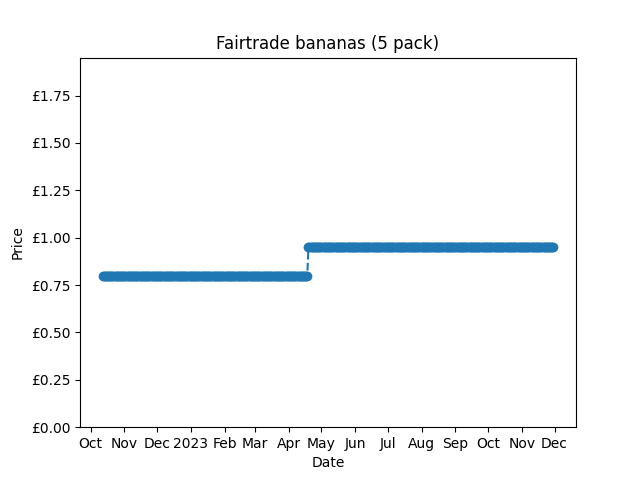 Fairtrade bananas (5 pack)
£1.75
£1.50
£1.25
£1.00
£0.75
£0.50
£0.25
£0.00
Price
Oct Nov Dec 2023 Feb Mar Apr May Jun Jul Aug Sep Oct Nov Dec
Date